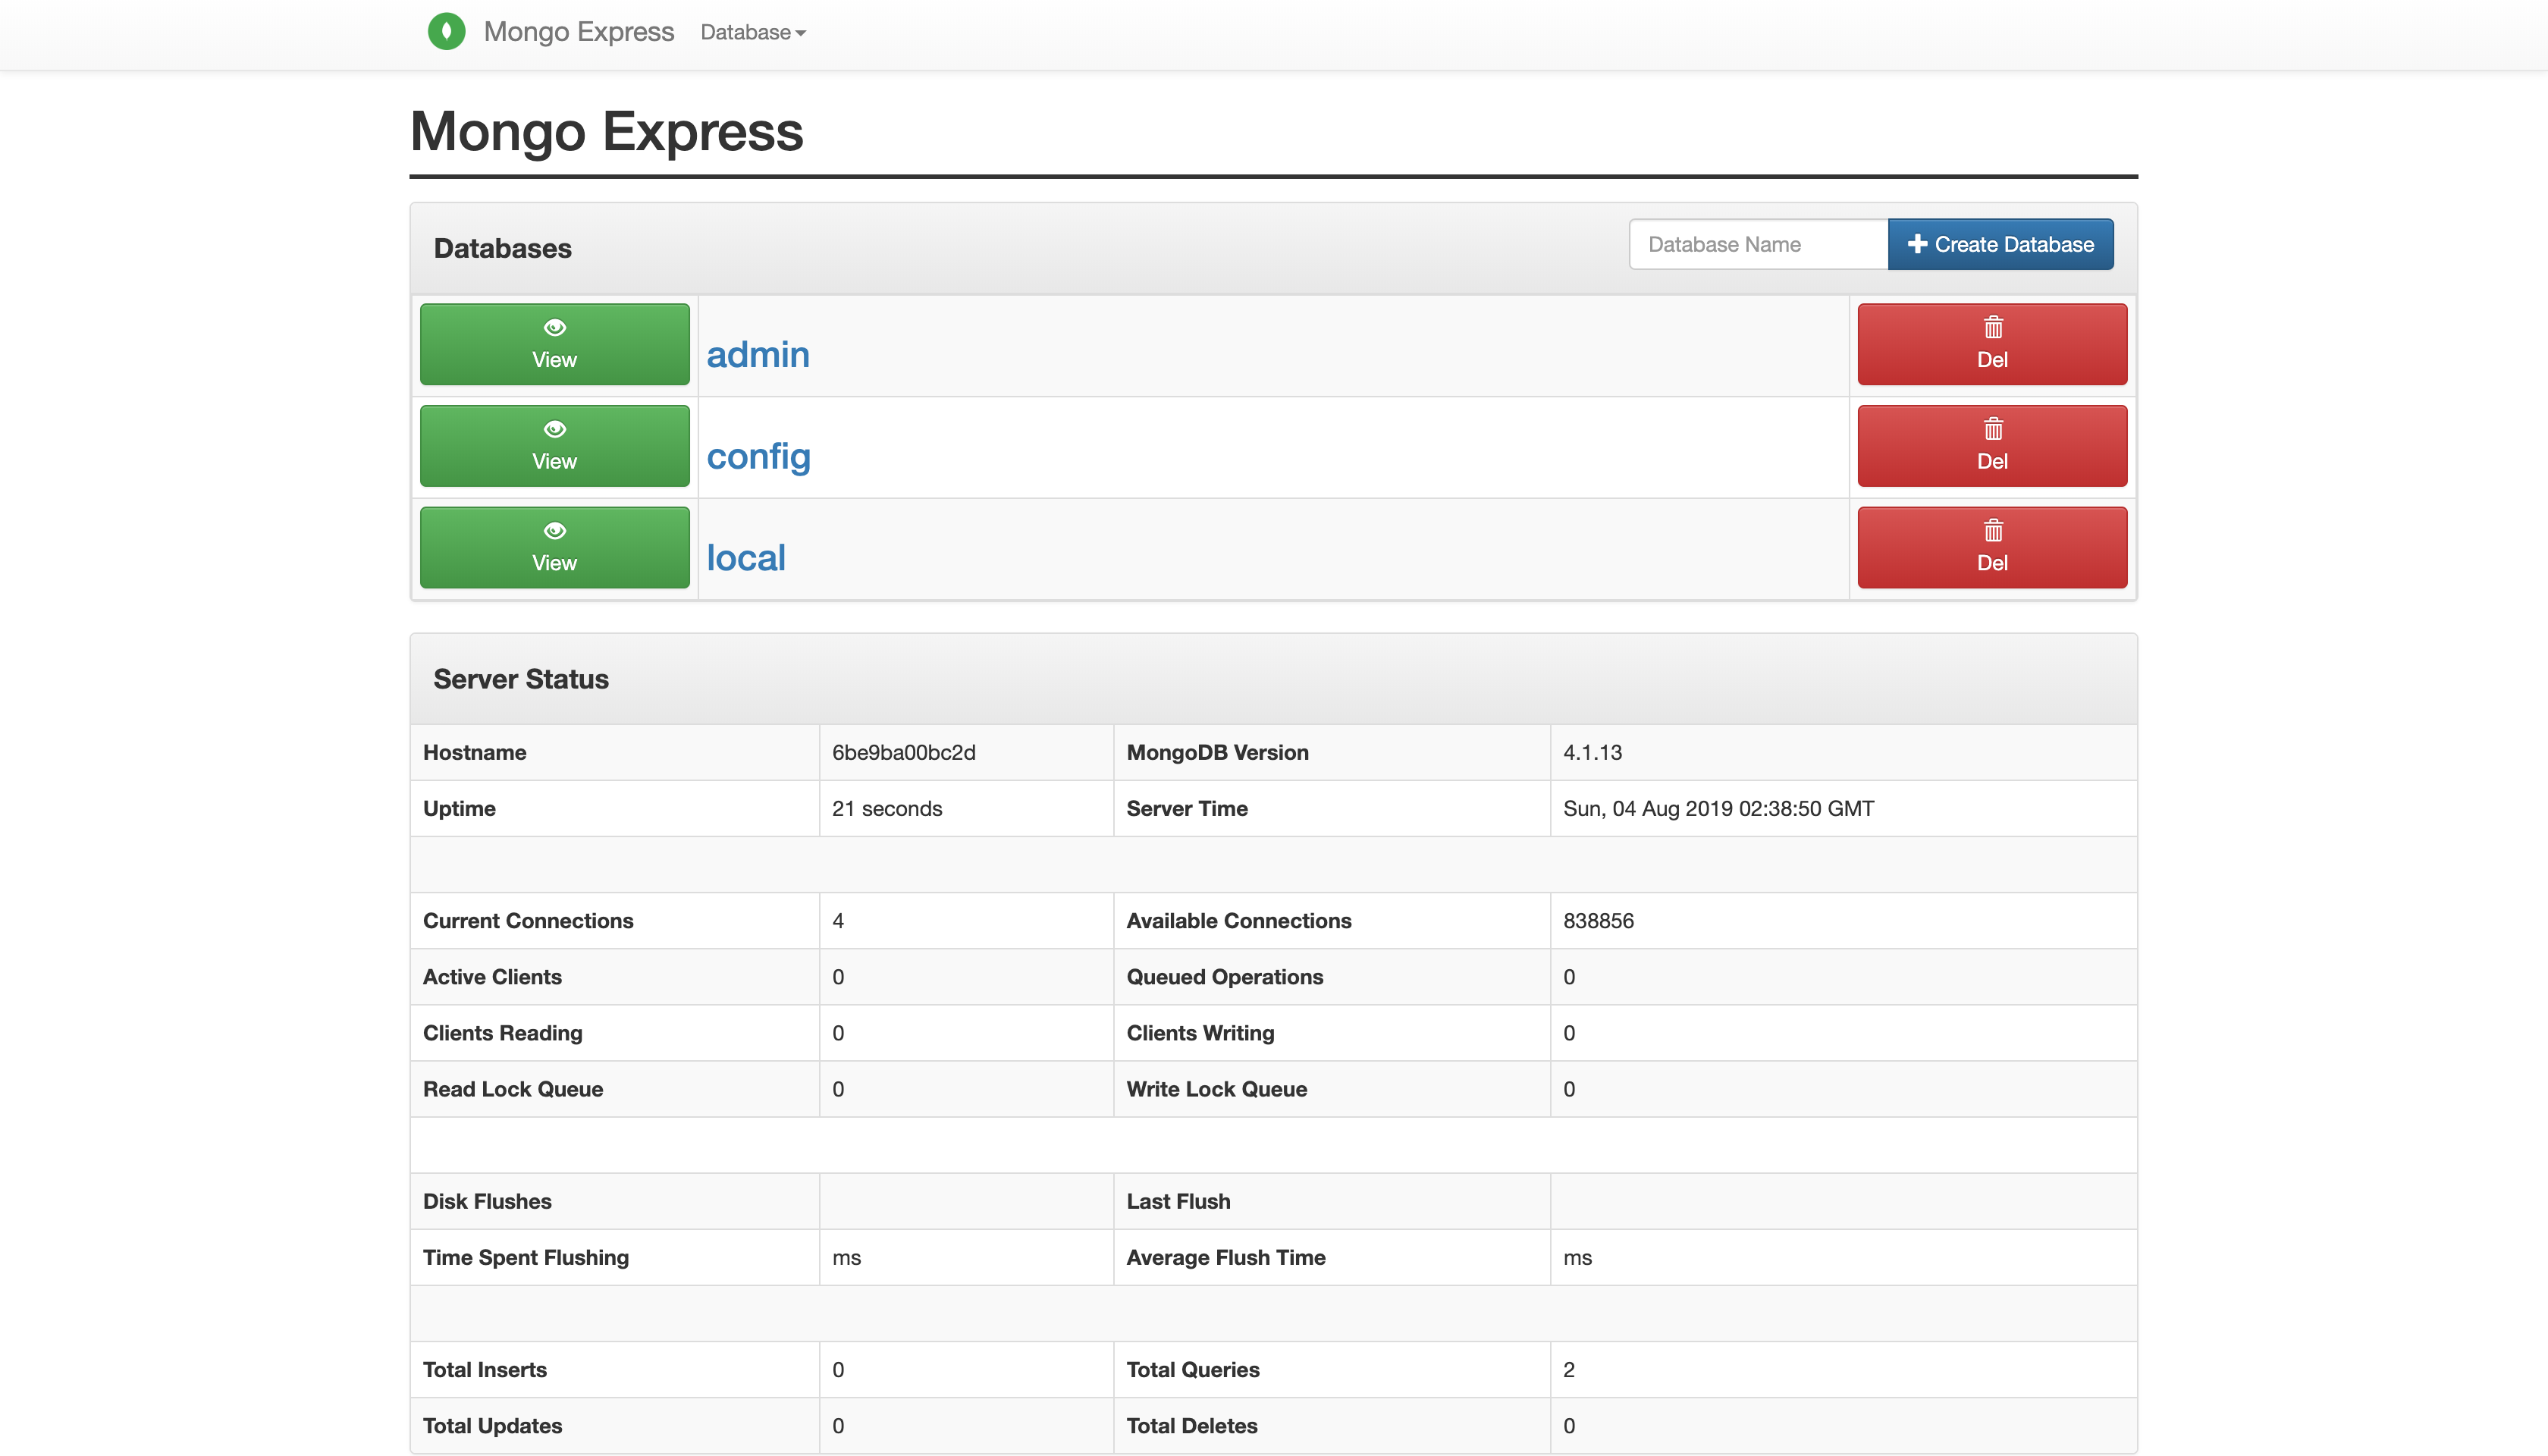 Mongo Express Database
Mongo Express
Databases Database Name Create Database
View admin Del
View config Del
View local Del
Server Status
Hostname 6be9ba00bc2d MongoDB Version 4.1.13
Uptime 21 seconds Server Time Sun, 04 Aug 2019 02:38:50 GMT
Current Connections 4 Available Connections 838856
Active Clients 0 Queued Operations 0
Clients Reading 0 Clients Writing 0
Read Lock Queue 0 Write Lock Queue 0
Disk Flushes Last Flush
Time Spent Flushing ms Average Flush Time ms
Total Inserts 0 Total Queries 2
Total Updates 0 Total Deletes 0